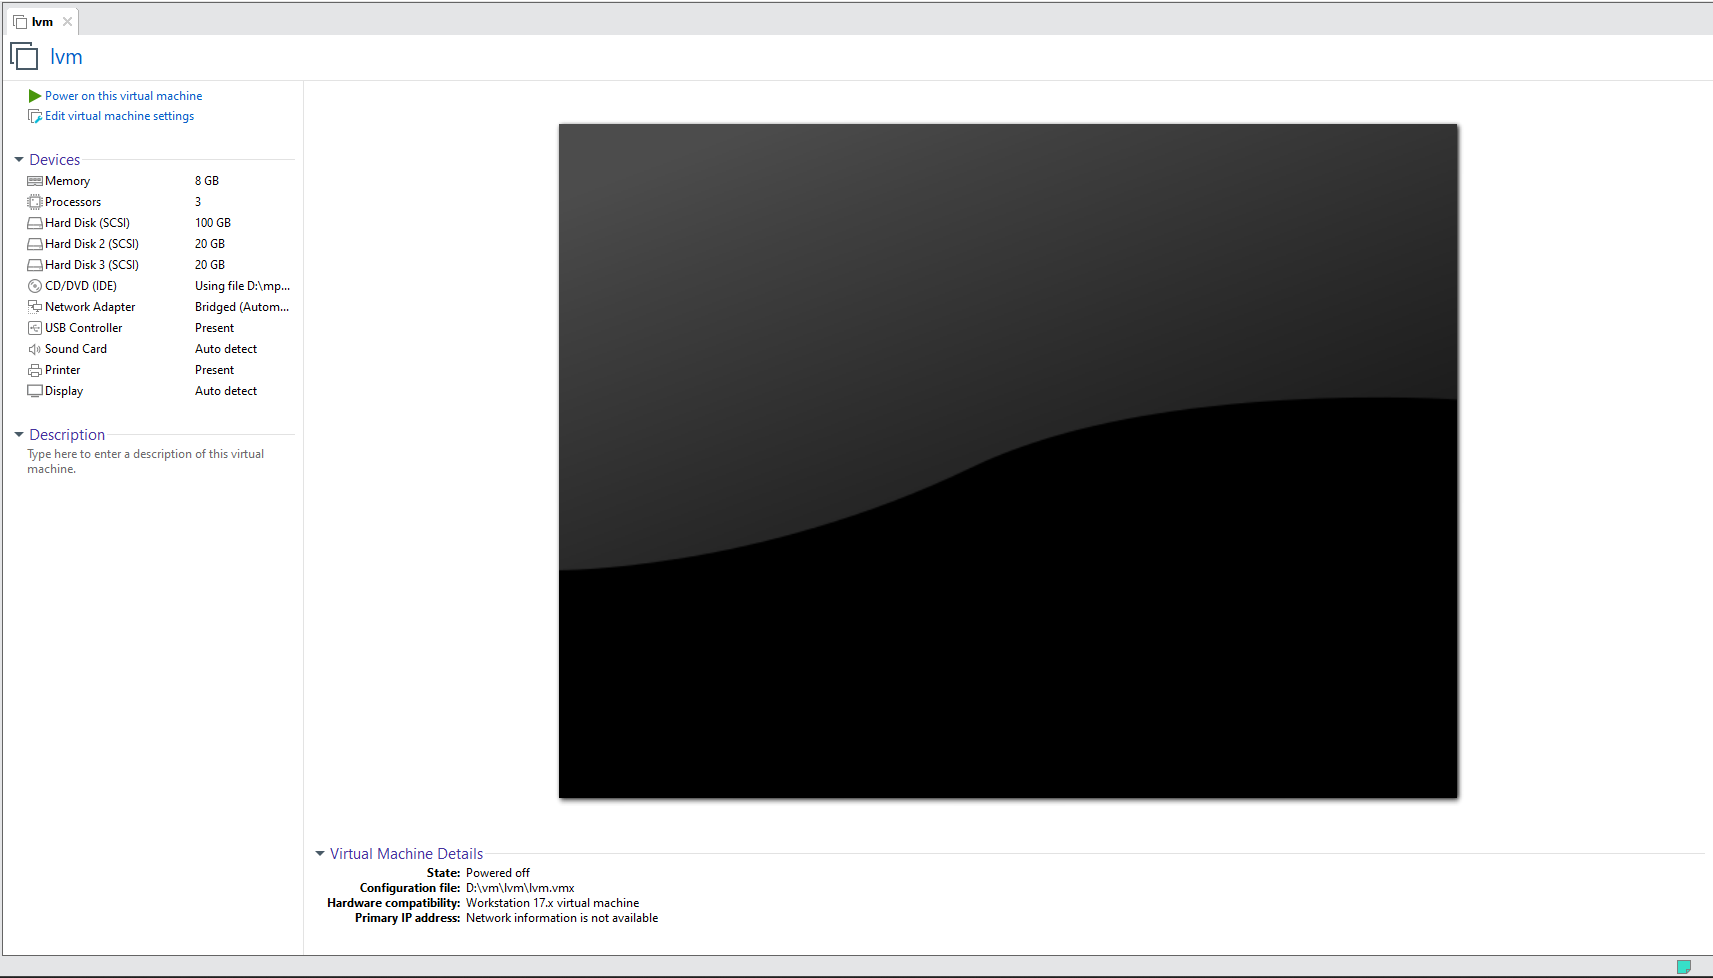 lvm
lvm
Power on this virtual machine
Edit virtual machine settings
Devices
Memory 8 GB
Processors 3
Hard Disk (SCSI) 100 GB
Hard Disk 2 (SCSI) 20 GB
Hard Disk 3 (SCSI) 20 GB
CD/DVD (IDE) Using file D:\mp...
Network Adapter Bridged (Autom...
USB Controller Present
Sound Card Auto detect
Printer Present
Display Auto detect
Description
Type here to enter a description of this virtual
machine.
Virtual Machine Details
State: Powered off
Configuration file: D:\vm\lvm\lvm.vmx
Hardware compatibility: Workstation 17.x virtual machine
Primary IP address: Network information is not available